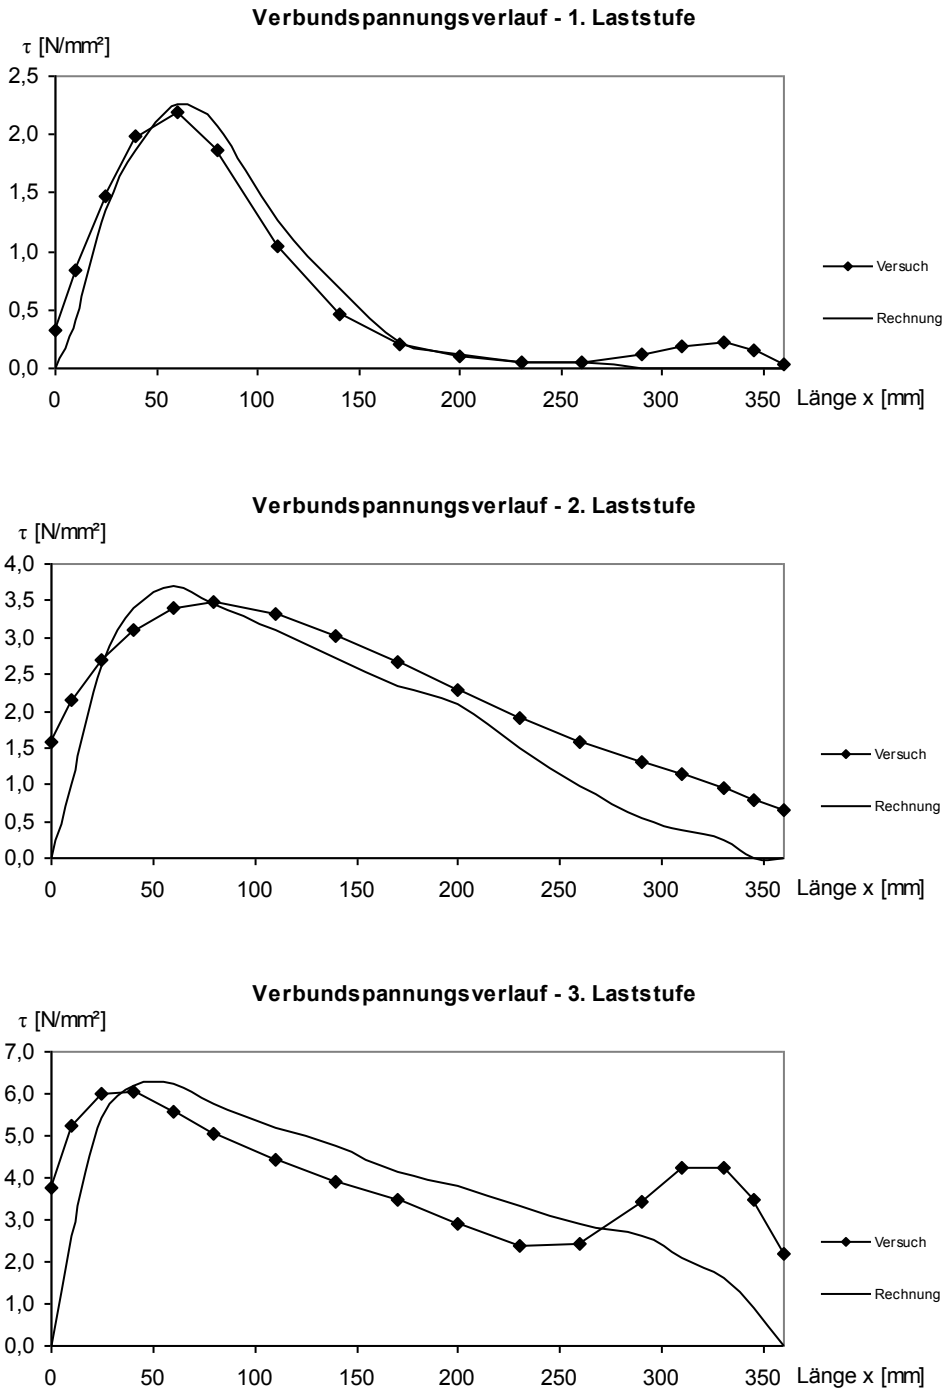 Verbundspannungsverlauf - 1. Laststufe
τ [N/mm²]
2,5
2,0
1,5
1,0
0,5
0,0
0 50 100 150 200 250 300 350 Länge x [mm]
Versuch
Rechnung
Verbundspannungsverlauf - 2. Laststufe
τ [N/mm²]
4,0
3,5
3,0
2,5
2,0
1,5
1,0
0,5
0,0
0 50 100 150 200 250 300 350 Länge x [mm]
Versuch
Rechnung
Verbundspannungsverlauf - 3. Laststufe
τ [N/mm²]
7,0
6,0
5,0
4,0
3,0
2,0
1,0
0,0
0 50 100 150 200 250 300 350 Länge x [mm]
Versuch
Rechnung